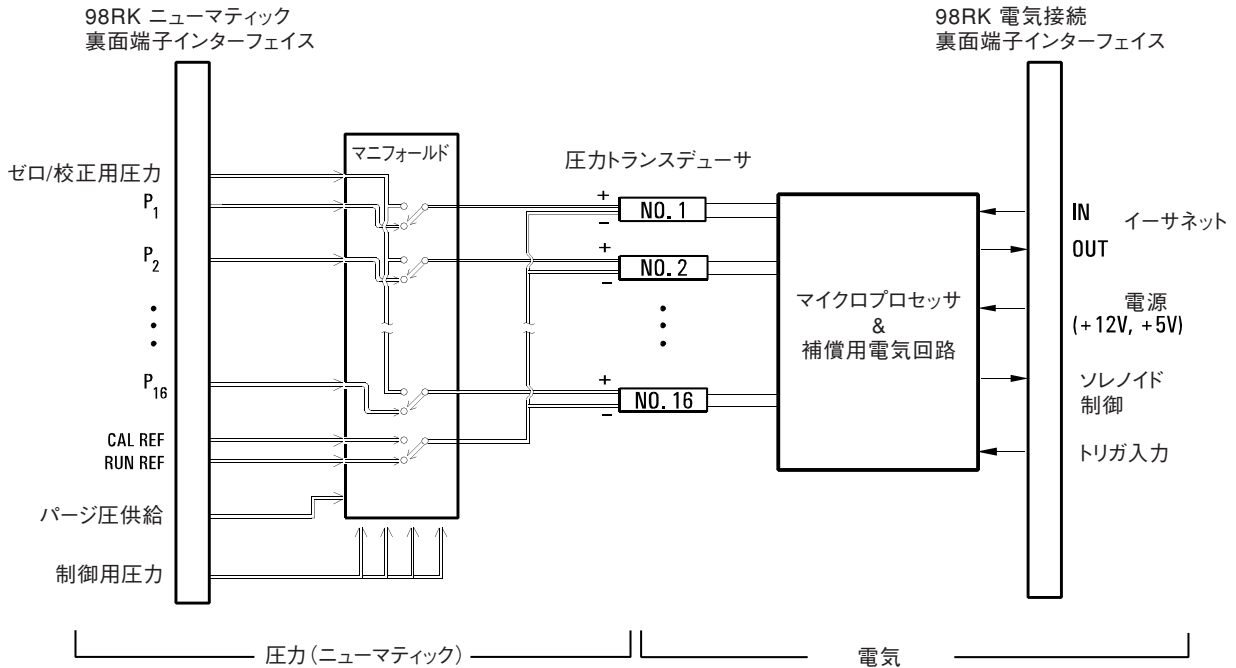 98RK ニューマティック
裏面端子インターフェイス
98RK 電気接続
裏面端子インターフェイス
マニフォールド
圧力トランスデューサ
ゼロ/校正用圧力
P1
P2
P16
CAL REF
RUN REF
パージ圧供給
制御用圧力
+
NO. 1
−
+
NO. 2
−
+
NO. 16
−
マイクロプロセッサ
&
補償用電気回路
IN
イーサネット
OUT
電源
(+12V, +5V)
ソレノイド
制御
トリガ入力
圧力(ニューマティック)
電気